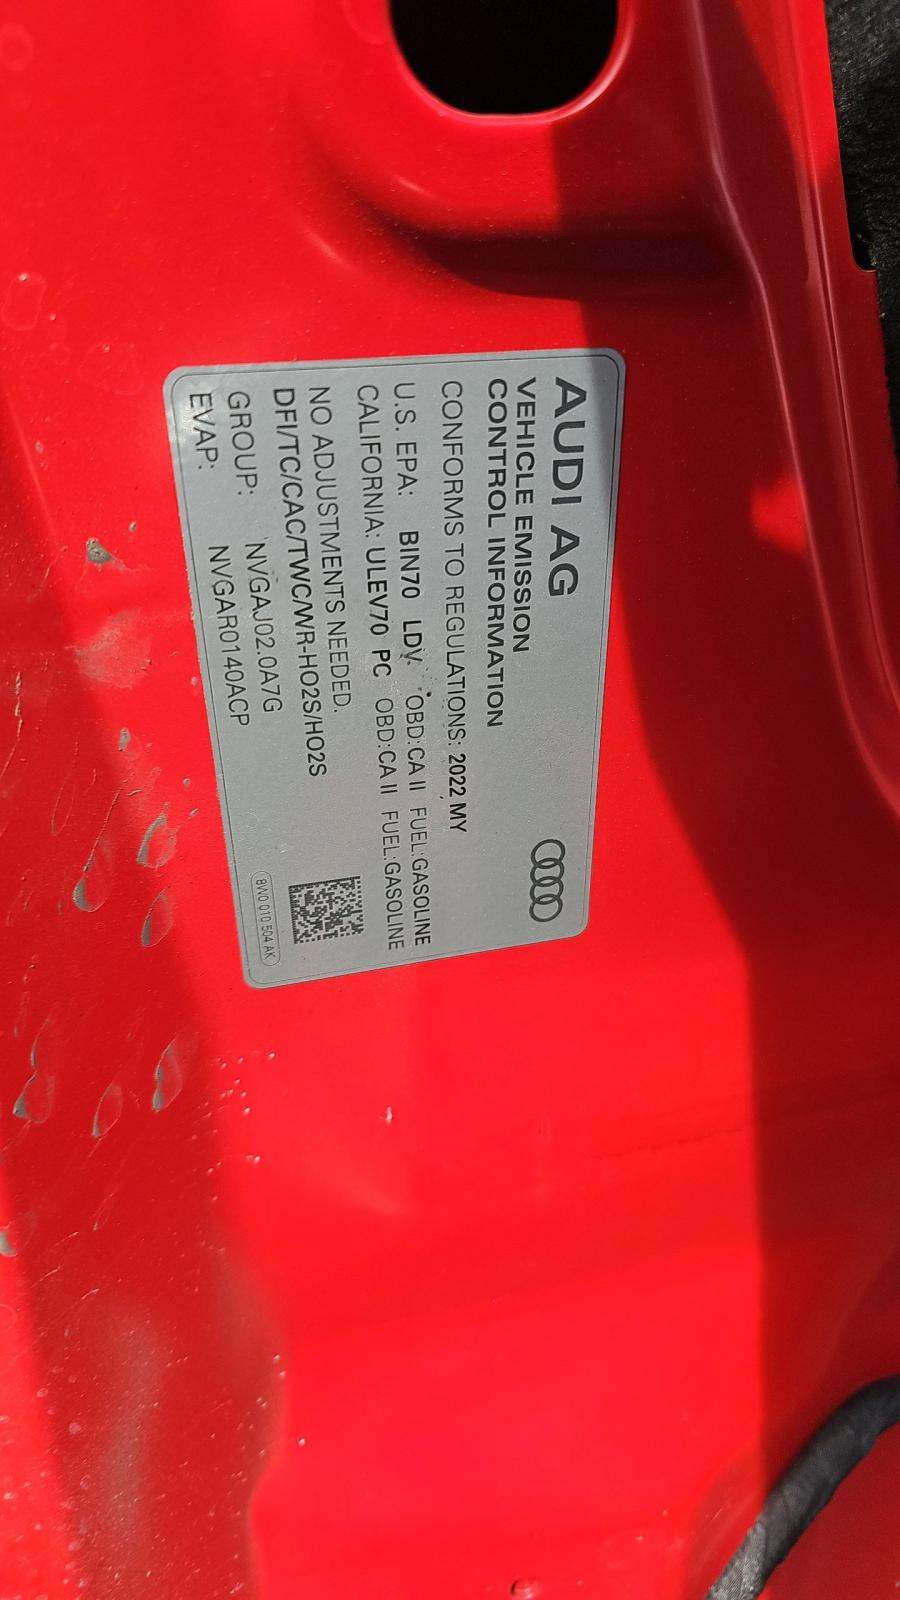 AUDI AG
VEHICLE EMISSION
CONTROL INFORMATION
CONFORMS TO REGULATIONS: 2022 MY
U.S. EPA: BIN70 LDV OBD:CA II FUEL:GASOLINE
CALIFORNIA: ULEV70 PC OBD:CA II FUEL:GASOLINE
NO ADJUSTMENTS NEEDED.
DFI/TC/CAC/TWC/WR-HO2S/HO2S
GROUP: NVGAJ02.0A7G
EVAP: NVGAR0140ACP
8W0 010 504 AK